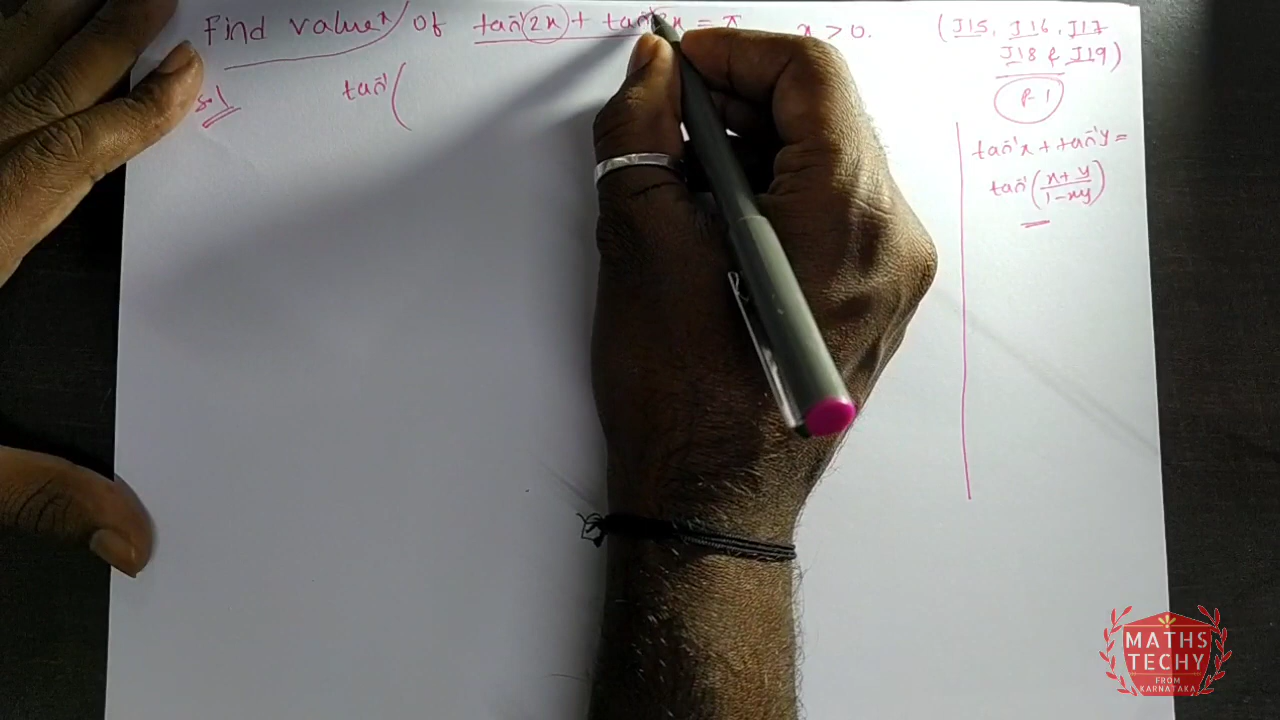 Find value x of tan⁻¹(2x) + tan⁻¹ x = π x > 0. (J15, J16, J17
J18 & J19)
P-1
Sol tan⁻¹(
tan⁻¹x + tan⁻¹y =
tan⁻¹(x+y/1-xy)
MATHS
TECHY
FROM
KARNATAKA